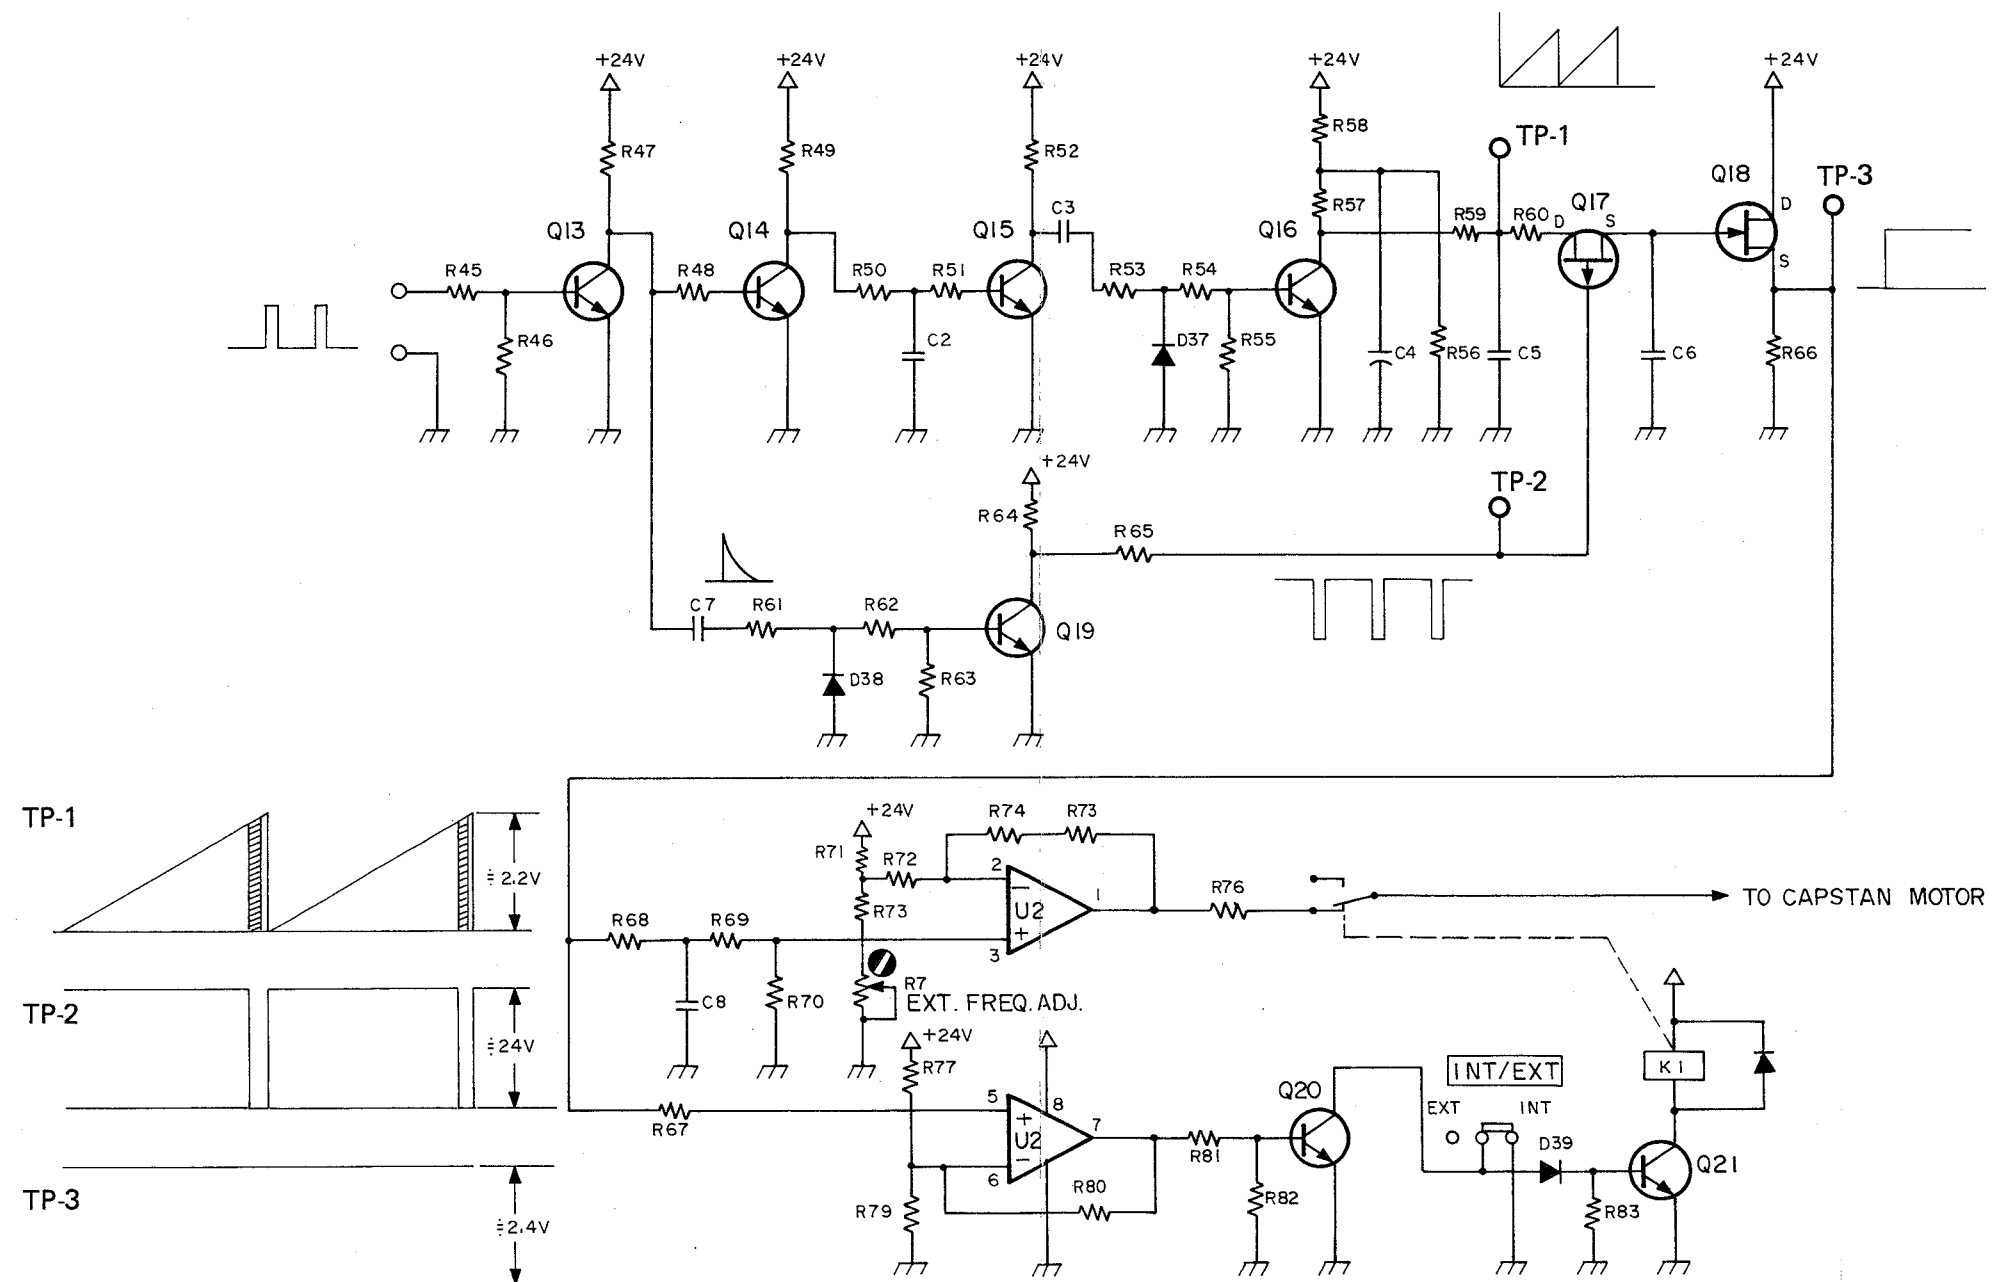 +24V
+24V
+24V
+24V
+24V
R47
R49
R52
R58
TP-1
Q18
TP-3
C3
R57
Q17
D
Q13
Q14
Q15
Q16
R59
R60
D
S
S
R45
R48
R50
R51
R53
R54
R46
C2
D37
R55
C4
R56
C5
C6
R66
+24V
TP-2
R64
R65
C7
R61
R62
Q19
D38
R63
TP-1
÷2.2V
+24V
R74
R73
R71
R72
2
−
1
R76
TO CAPSTAN MOTOR
U2
R73
R68
R69
+
3
TP-2
÷24V
C8
R70
R7
EXT. FREQ. ADJ.
+24V
R77
INT/EXT
K1
5
8
Q20
EXT
INT
+
7
R67
U2
R81
D39
−
6
Q21
TP-3
÷2.4V
R79
R80
R82
R83